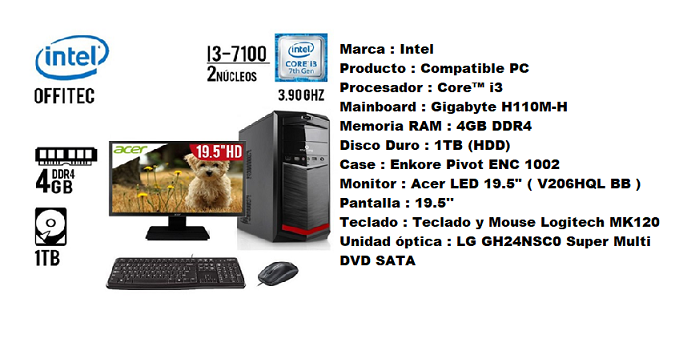 intel
OFFITEC
I3-7100
2NÚCLEOS
intel
CORE i3
7th Gen
3.90GHZ
acer
19.5"HD
DDR4
4GB
1TB
Marca : Intel
Producto : Compatible PC
Procesador : Core™ i3
Mainboard : Gigabyte H110M-H
Memoria RAM : 4GB DDR4
Disco Duro : 1TB (HDD)
Case : Enkore Pivot ENC 1002
Monitor : Acer LED 19.5" ( V206HQL BB )
Pantalla : 19.5''
Teclado : Teclado y Mouse Logitech MK120
Unidad óptica : LG GH24NSC0 Super Multi
DVD SATA